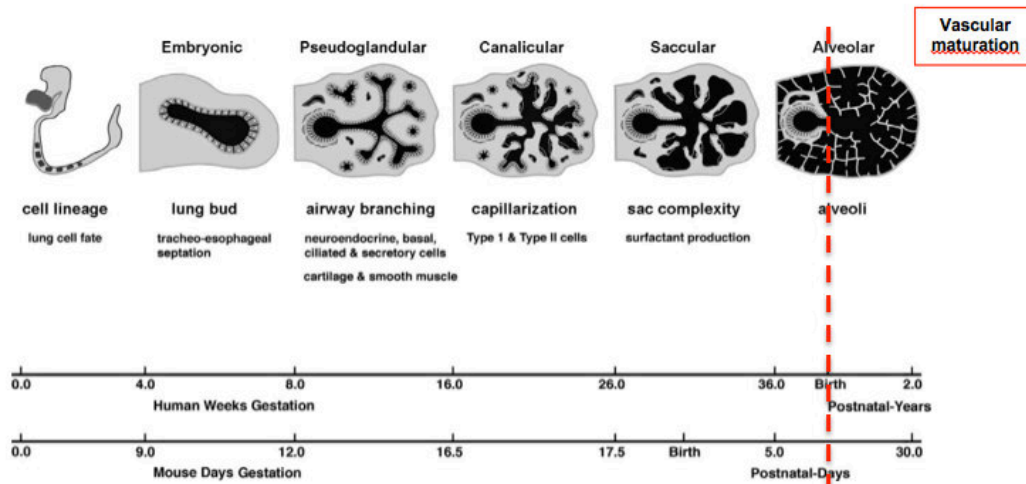 Vascular
maturation
Embryonic
Pseudoglandular
Canalicular
Saccular
Alveolar
cell lineage
lung bud
airway branching
capillarization
sac complexity
alveoli
lung cell fate
tracheo-esophageal
septation
neuroendocrine, basal,
ciliated & secretory cells
cartilage & smooth muscle
Type 1 & Type II cells
surfactant production
0.0 4.0 8.0 16.0 26.0 36.0 Birth 2.0
Human Weeks Gestation
Postnatal-Years
0.0 9.0 12.0 16.5 17.5 Birth 5.0 30.0
Mouse Days Gestation
Postnatal-Days